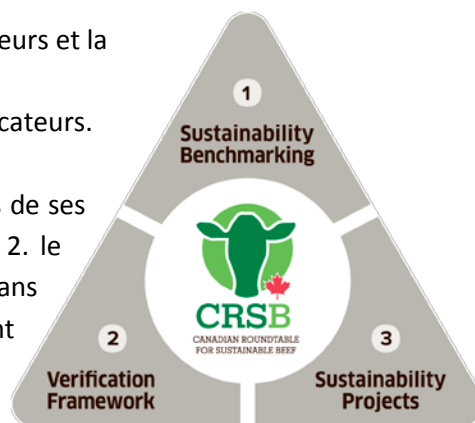 eurs et la
cateurs.
de ses
2. le
ans
nt
1
Sustainability
Benchmarking
CRSB
CANADIAN ROUNDTABLE
FOR SUSTAINABLE BEEF
2
Verification
Framework
3
Sustainability
Projects